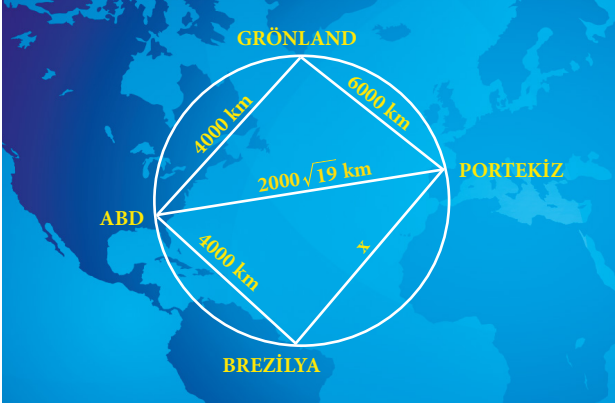 GRÖNLAND
4000 km
6000 km
2000√19 km
PORTEKİZ
ABD
4000 km
x
BREZİLYA